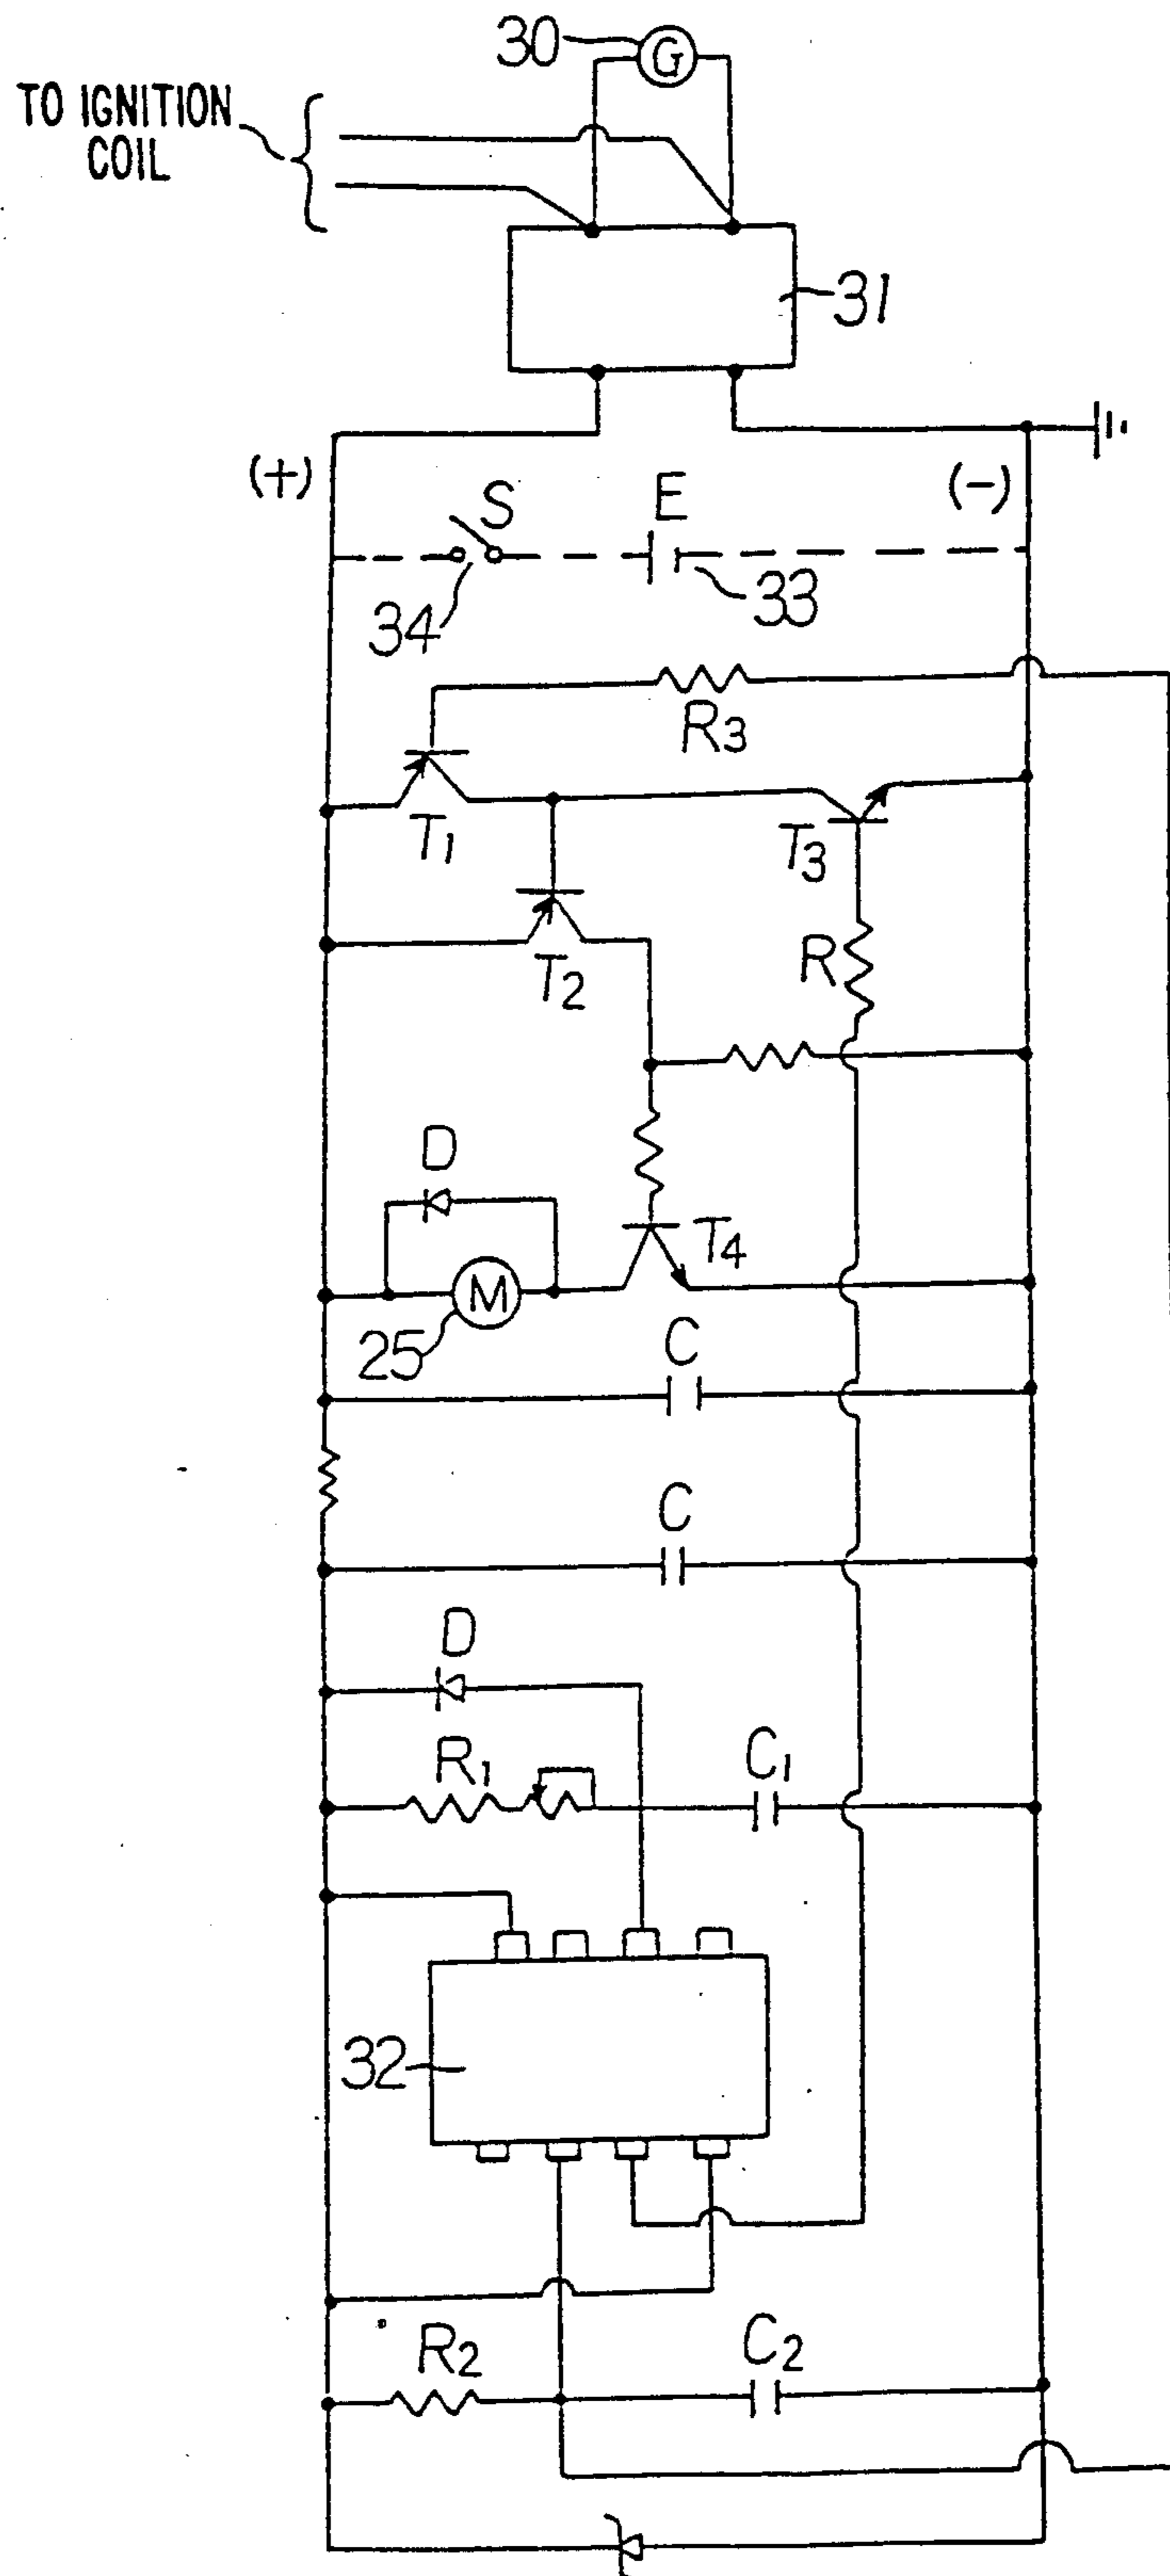 30
G
TO IGNITION
COIL
31
(+)
(-)
S
E
34
33
R3
T1
T3
T2
R
D
T4
M
25
C
C
D
R1
C1
32
R2
C2